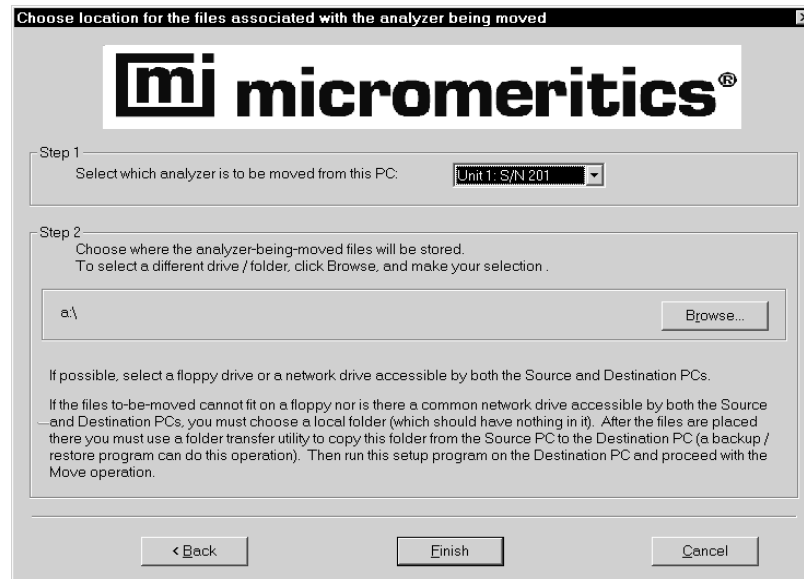 Choose location for the files associated with the analyzer being moved
mi micromeritics®
Step 1
Select which analyzer is to be moved from this PC:
Unit 1: S/N 201
Step 2
Choose where the analyzer-being-moved files will be stored.
To select a different drive / folder, click Browse, and make your selection .
a:\
Browse...
If possible, select a floppy drive or a network drive accessible by both the Source and Destination PCs.
If the files to-be-moved cannot fit on a floppy nor is there a common network drive accessible by both the Source
and Destination PCs, you must choose a local folder (which should have nothing in it). After the files are placed
there you must use a folder transfer utility to copy this folder from the Source PC to the Destination PC (a backup /
restore program can do this operation). Then run this setup program on the Destination PC and proceed with the
Move operation.
< Back
Finish
Cancel